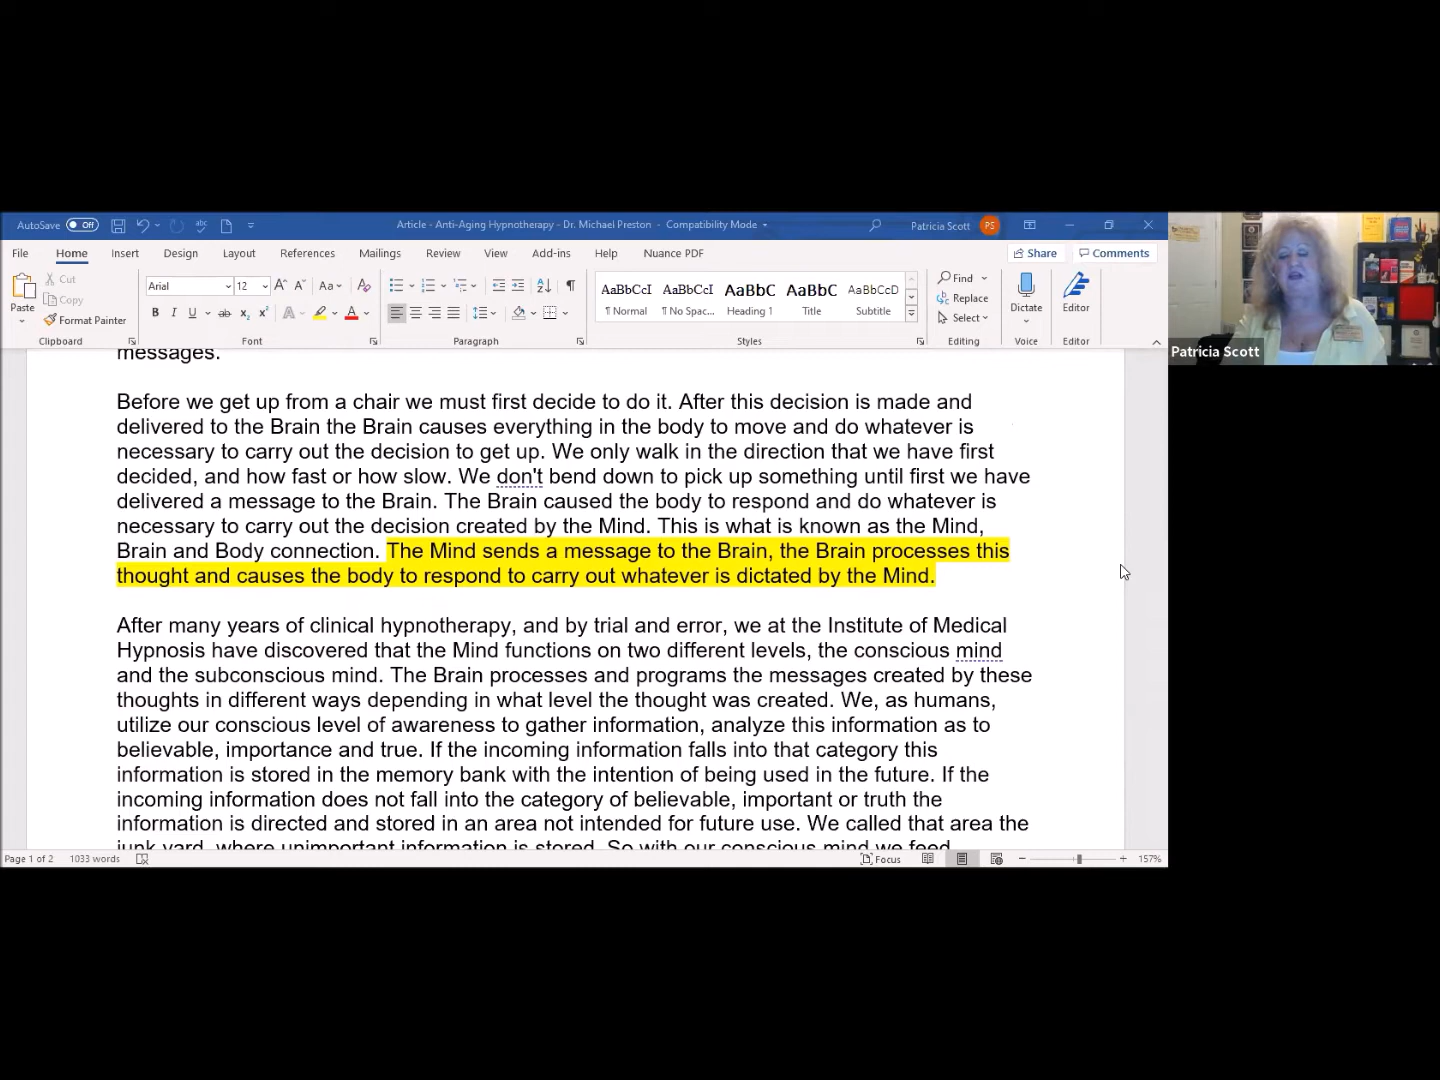 AutoSave Off
Article - Anti-Aging Hypnotherapy - Dr. Michael Preston - Compatibility Mode
Patricia Scott PS
File Home Insert Design Layout References Mailings Review View Add-ins Help Nuance PDF
Share Comments
Paste
Cut
Copy
Format Painter
Clipboard
Arial 12
Font
Paragraph
AaBbCcI AaBbCcI AaBbC AaBbC AaBbCcD
¶ Normal ¶ No Spac... Heading 1 Title Subtitle
Styles
Find
Replace
Select
Editing
Dictate
Voice
Editor
Editor
Patricia Scott
messages.
Before we get up from a chair we must first decide to do it. After this decision is made and
delivered to the Brain the Brain causes everything in the body to move and do whatever is
necessary to carry out the decision to get up. We only walk in the direction that we have first
decided, and how fast or how slow. We don't bend down to pick up something until first we have
delivered a message to the Brain. The Brain caused the body to respond and do whatever is
necessary to carry out the decision created by the Mind. This is what is known as the Mind,
Brain and Body connection. The Mind sends a message to the Brain, the Brain processes this
thought and causes the body to respond to carry out whatever is dictated by the Mind.
After many years of clinical hypnotherapy, and by trial and error, we at the Institute of Medical
Hypnosis have discovered that the Mind functions on two different levels, the conscious mind
and the subconscious mind. The Brain processes and programs the messages created by these
thoughts in different ways depending in what level the thought was created. We, as humans,
utilize our conscious level of awareness to gather information, analyze this information as to
believable, importance and true. If the incoming information falls into that category this
information is stored in the memory bank with the intention of being used in the future. If the
incoming information does not fall into the category of believable, important or truth the
information is directed and stored in an area not intended for future use. We called that area the
junk yard, where unimportant information is stored. So with our conscious mind we feed
Page 1 of 2 1033 words
Focus
157%